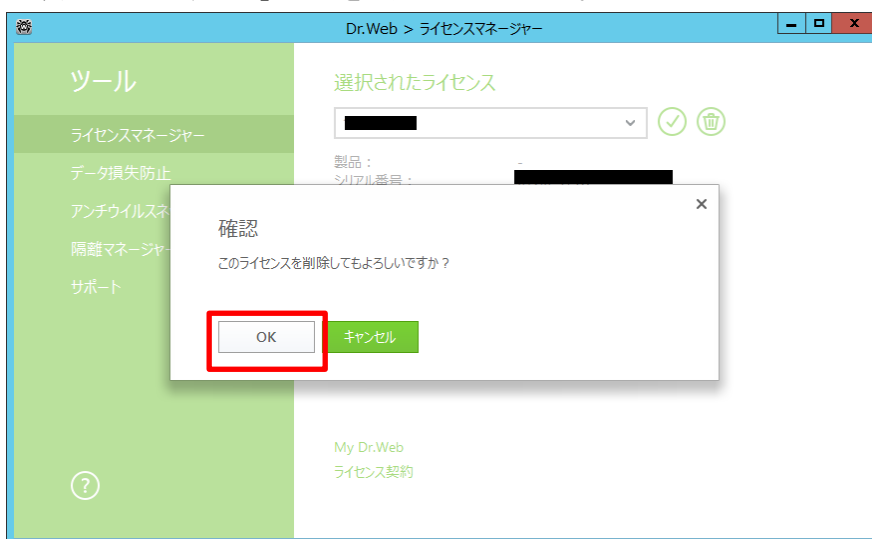 Dr.Web > ライセンスマネージャー
ツール
ライセンスマネージャー
データ損失防止
アンチウイルスネ
隔離マネージャー
サポート
選択されたライセンス
製品： -
シリアル番号：
確認
このライセンスを削除してもよろしいですか？
OK
キャンセル
My Dr.Web
ライセンス契約